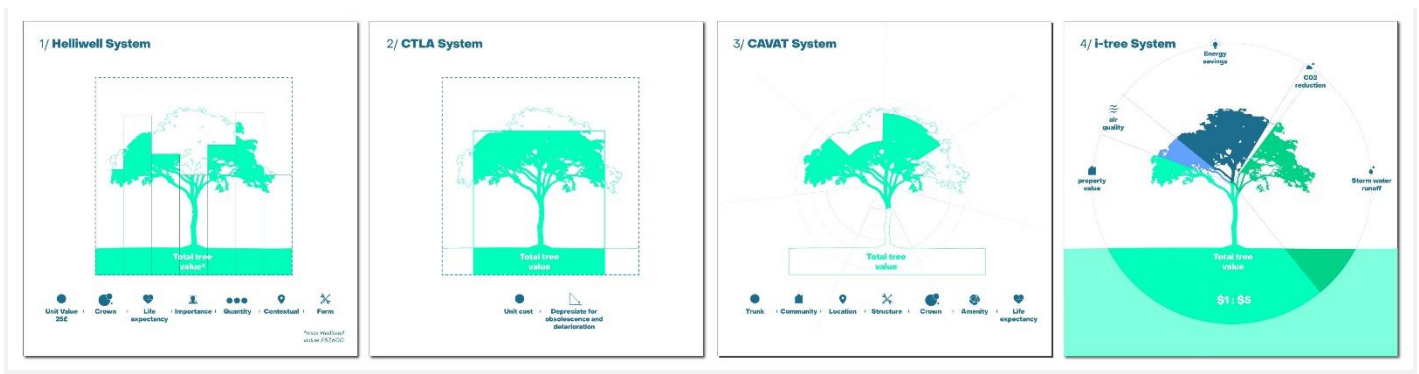 1/ Helliwell System
Total tree
value*
Unit Value
25£
Crown
Life
expectancy
Importance
Quantity
Contextual
Form
*max Helliwell
value £57,600
2/ CTLA System
Total tree
value
Unit cost
Depreciate for
obsolescence and
deterioration
3/ CAVAT System
Total tree
value
Trunk
Community
Location
Structure
Crown
Amenity
Life
expectancy
4/ i-tree System
Energy
savings
CO2
reduction
air
quality
property
value
Storm water
runoff
Total tree
value
$1 : $5